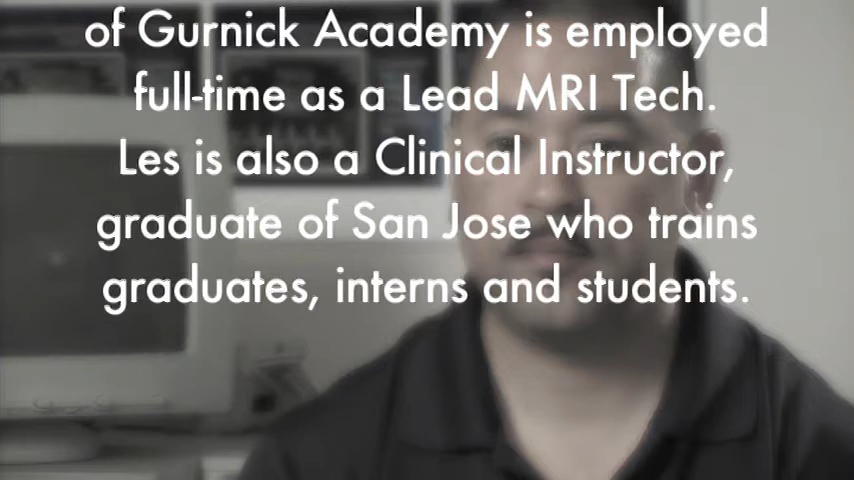 of Gurnick Academy is employed
full-time as a Lead MRI Tech.
Les is also a Clinical Instructor,
graduate of San Jose who trains
graduates, interns and students.